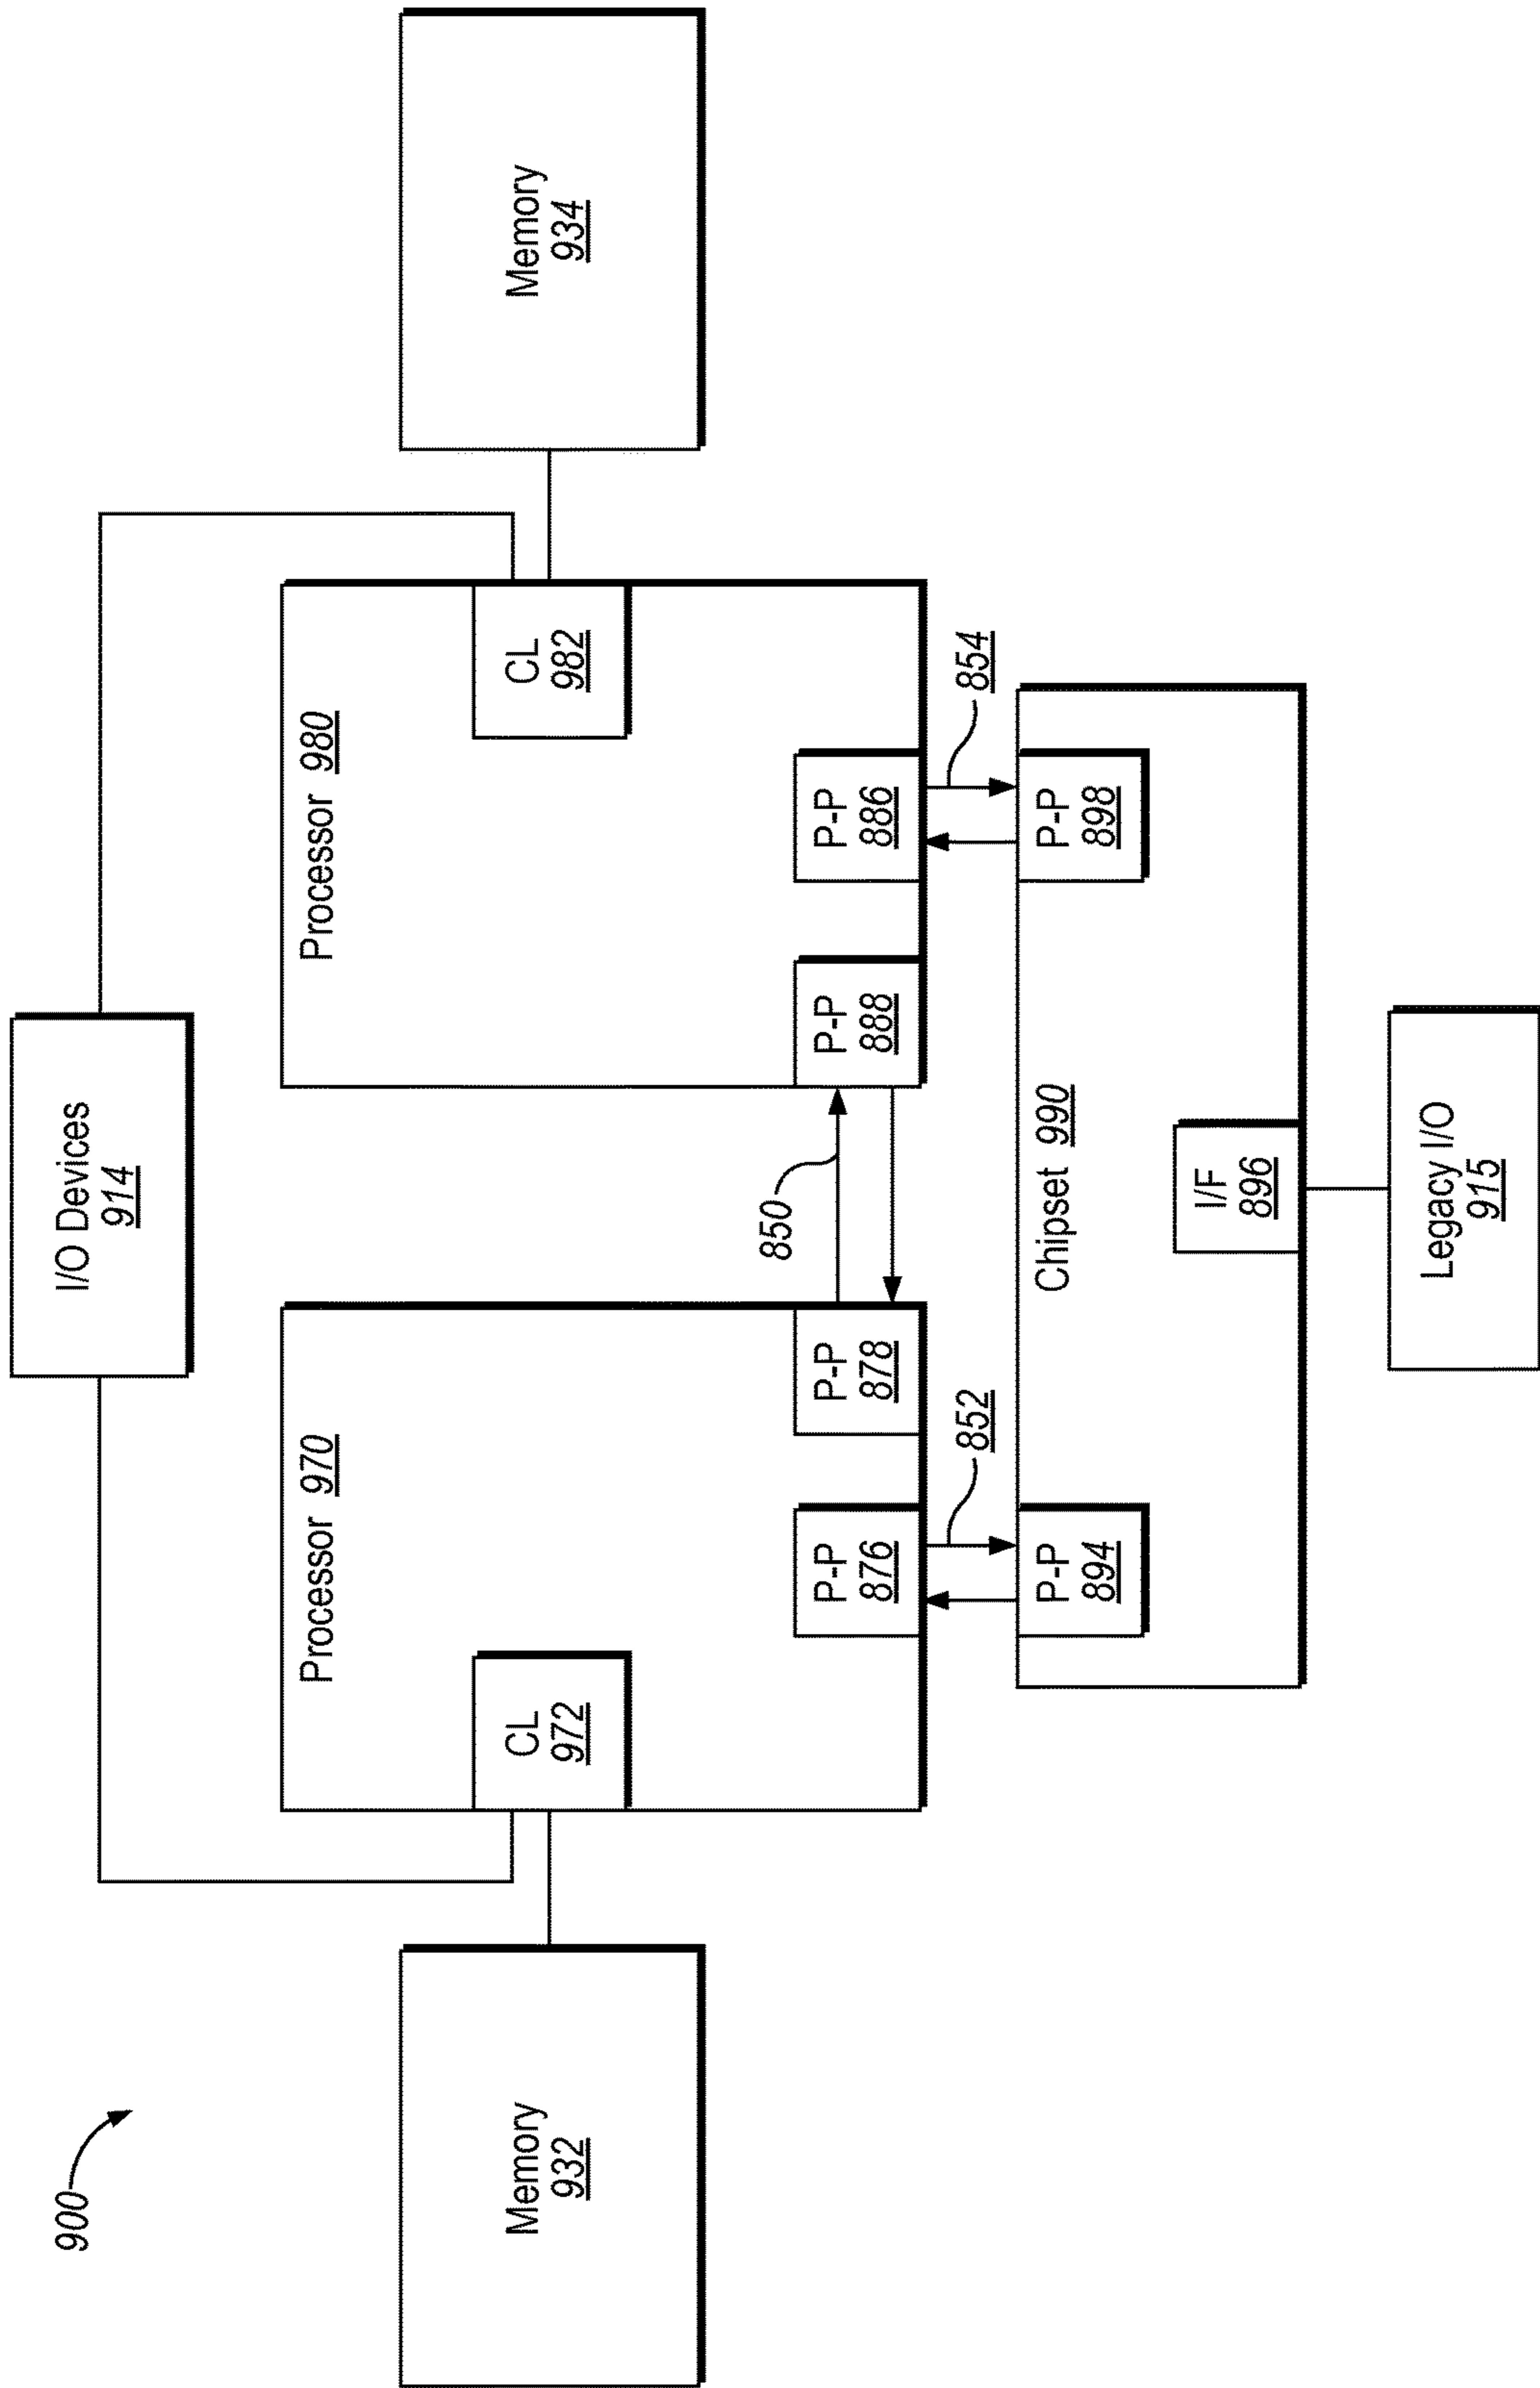 900
I/O Devices
914
Memory
932
Processor 970
CL
972
P-P
876
P-P
878
850
Processor 980
CL
982
P-P
888
P-P
886
Memory
934
852
854
Chipset 990
P-P
894
P-P
898
I/F
896
Legacy I/O
915